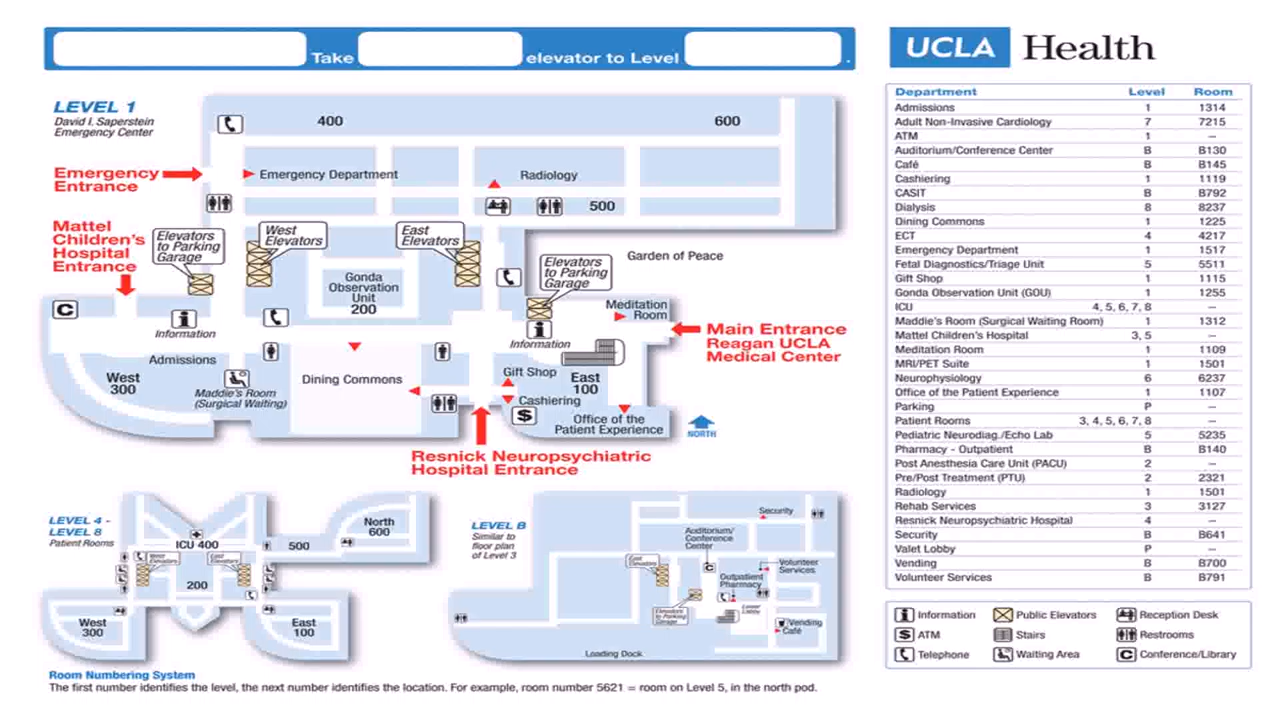 Take elevator to Level .
UCLA Health
LEVEL 1
David I. Saperstein
Emergency Center
400
600
Emergency
Entrance
Emergency Department
Radiology
500
Mattel
Children's
Hospital
Entrance
Elevators
to Parking
Garage
West
Elevators
East
Elevators
Garden of Peace
Elevators
to Parking
Garage
Gonda
Observation
Unit
200
Meditation
Room
C
Information
Information
Main Entrance
Reagan UCLA
Medical Center
Admissions
West
300
Maddie's Room
(Surgical Waiting)
Dining Commons
Gift Shop
East
100
Cashiering
$
Office of the
Patient Experience
NORTH
Resnick Neuropsychiatric
Hospital Entrance
LEVEL 4 -
LEVEL 8
Patient Rooms
ICU 400
500
North
600
West
Elevators
East
Elevators
200
West
300
East
100
LEVEL B
Similar to
floor plan
of Level 3
Security
Auditorium/
Conference
Center
East
Elevators
C
Volunteer
Services
Outpatient
Pharmacy
Elevators
to Parking
Garage
Lower
Lobby
Vending
Café
Loading Dock
Room Numbering System
The first number identifies the level, the next number identifies the location. For example, room number 5621 = room on Level 5, in the north pod.
Department Level Room
Admissions 1 1314
Adult Non-Invasive Cardiology 7 7215
ATM 1 –
Auditorium/Conference Center B B130
Café B B145
Cashiering 1 1119
CASIT B B792
Dialysis 8 8237
Dining Commons 1 1225
ECT 4 4217
Emergency Department 1 1517
Fetal Diagnostics/Triage Unit 5 5511
Gift Shop 1 1115
Gonda Observation Unit (GOU) 1 1255
ICU 4, 5, 6, 7, 8 –
Maddie's Room (Surgical Waiting Room) 1 1312
Mattel Children's Hospital 3, 5 –
Meditation Room 1 1109
MRI/PET Suite 1 1501
Neurophysiology 6 6237
Office of the Patient Experience 1 1107
Parking P –
Patient Rooms 3, 4, 5, 6, 7, 8 –
Pediatric Neurodiag./Echo Lab 5 5235
Pharmacy - Outpatient B B140
Post Anesthesia Care Unit (PACU) 2 –
Pre/Post Treatment (PTU) 2 2321
Radiology 1 1501
Rehab Services 3 3127
Resnick Neuropsychiatric Hospital 4 –
Security B B641
Valet Lobby P –
Vending B B700
Volunteer Services B B791
i Information Public Elevators Reception Desk
$ ATM Stairs Restrooms
Telephone Waiting Area C Conference/Library